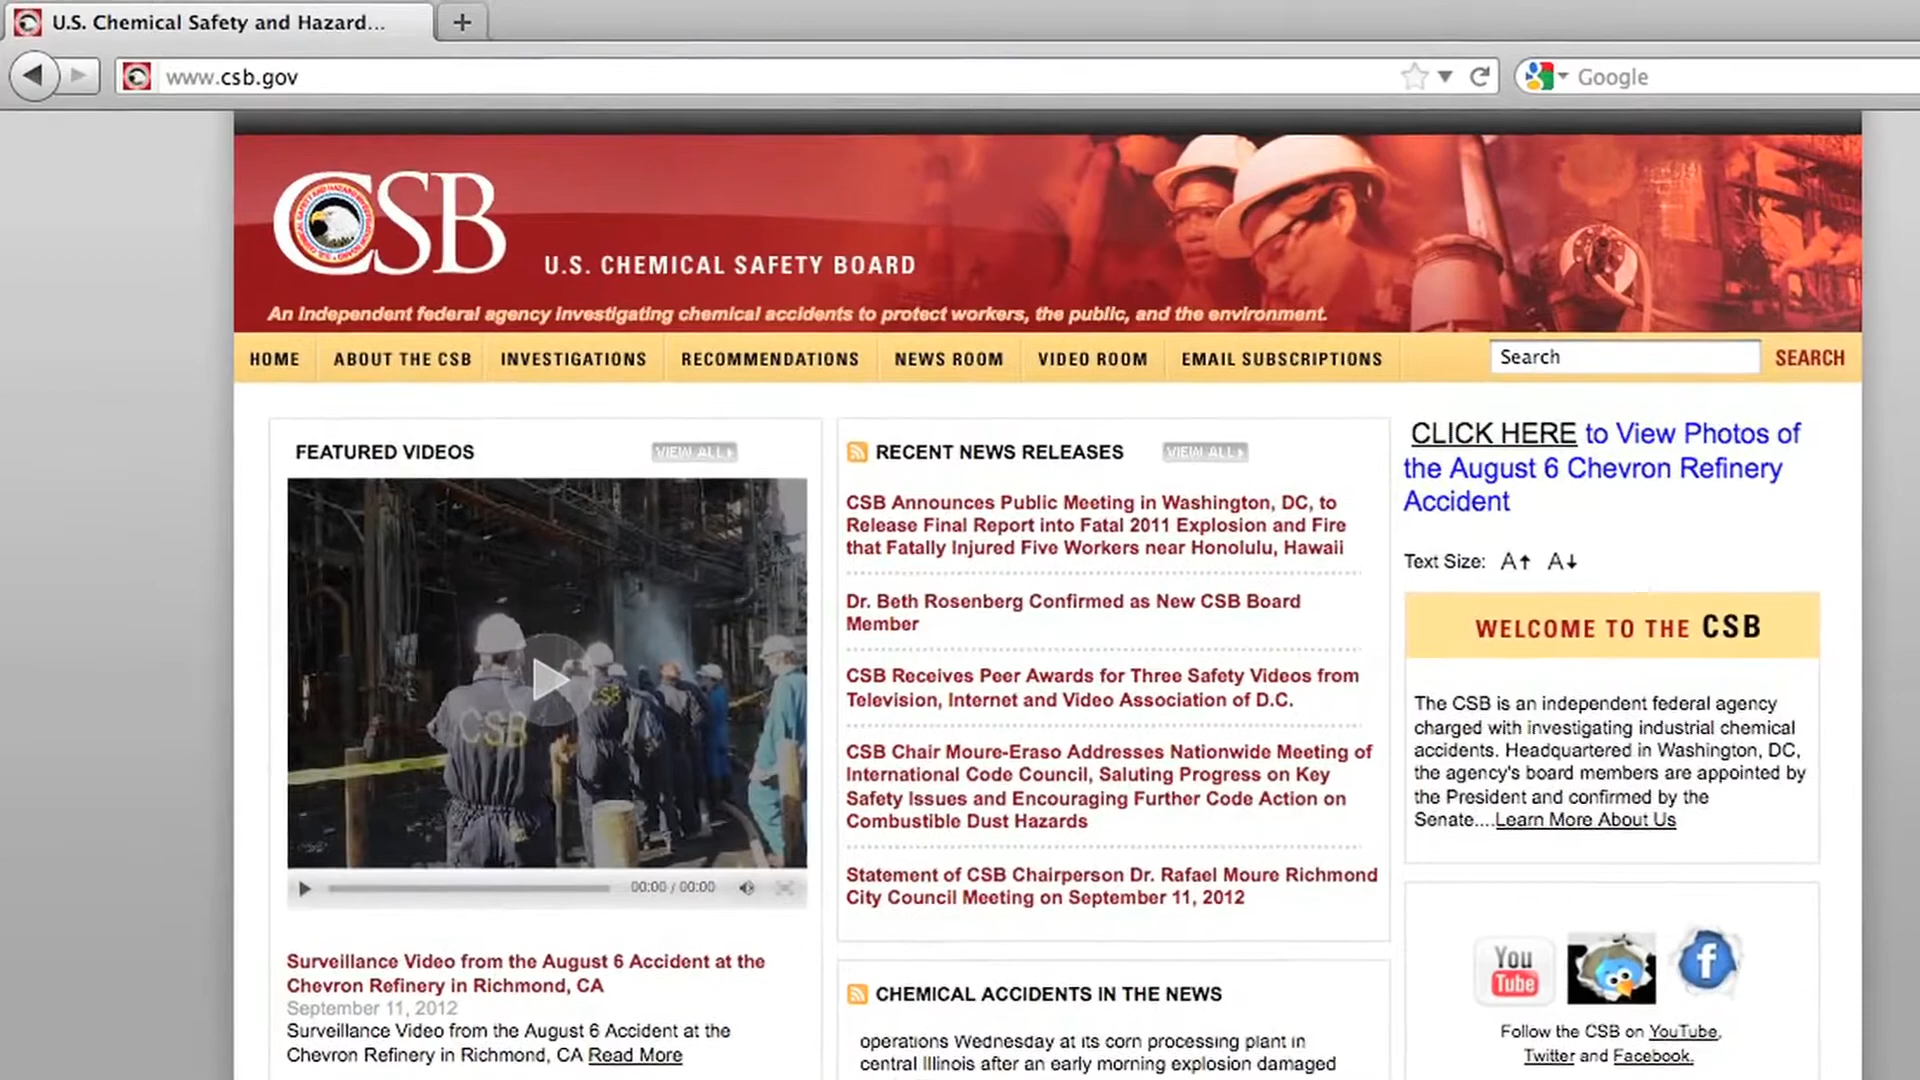 U.S. Chemical Safety and Hazard...
www.csb.gov
Google
CSB
U.S. CHEMICAL SAFETY BOARD
An independent federal agency investigating chemical accidents to protect workers, the public, and the environment.
HOME
ABOUT THE CSB
INVESTIGATIONS
RECOMMENDATIONS
NEWS ROOM
VIDEO ROOM
EMAIL SUBSCRIPTIONS
Search
SEARCH
FEATURED VIDEOS
VIEW ALL
CSB
00:00 / 00:00
Surveillance Video from the August 6 Accident at the
Chevron Refinery in Richmond, CA
September 11, 2012
Surveillance Video from the August 6 Accident at the
Chevron Refinery in Richmond, CA Read More
RECENT NEWS RELEASES
VIEW ALL
CSB Announces Public Meeting in Washington, DC, to
Release Final Report into Fatal 2011 Explosion and Fire
that Fatally Injured Five Workers near Honolulu, Hawaii
Dr. Beth Rosenberg Confirmed as New CSB Board
Member
CSB Receives Peer Awards for Three Safety Videos from
Television, Internet and Video Association of D.C.
CSB Chair Moure-Eraso Addresses Nationwide Meeting of
International Code Council, Saluting Progress on Key
Safety Issues and Encouraging Further Code Action on
Combustible Dust Hazards
Statement of CSB Chairperson Dr. Rafael Moure Richmond
City Council Meeting on September 11, 2012
CHEMICAL ACCIDENTS IN THE NEWS
operations Wednesday at its corn processing plant in
central Illinois after an early morning explosion damaged
CLICK HERE to View Photos of
the August 6 Chevron Refinery
Accident
Text Size: A A
WELCOME TO THE CSB
The CSB is an independent federal agency
charged with investigating industrial chemical
accidents. Headquartered in Washington, DC,
the agency's board members are appointed by
the President and confirmed by the
Senate....Learn More About Us
You
Tube
f
Follow the CSB on YouTube,
Twitter and Facebook.